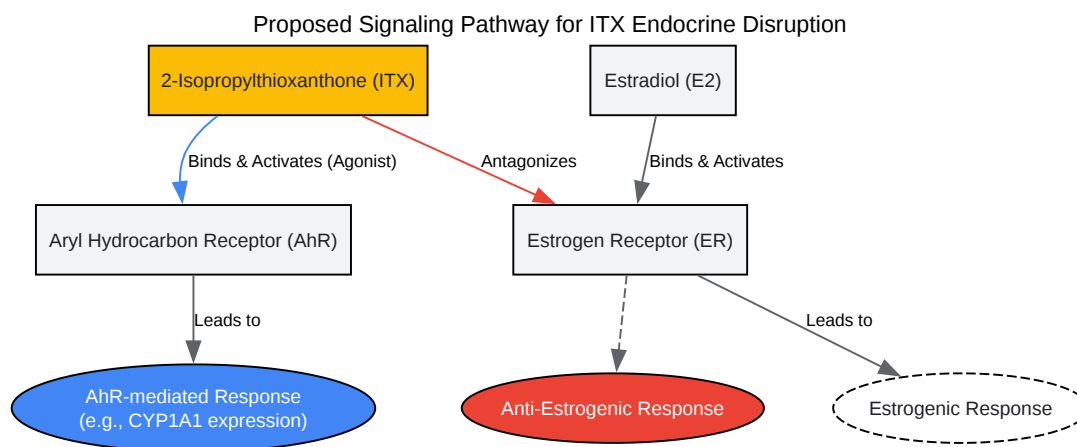 Proposed Signaling Pathway for ITX Endocrine Disruption
2-Isopropylthioxanthone (ITX)
Estradiol (E2)
Binds & Activates (Agonist)
Antagonizes
Binds & Activates
Aryl Hydrocarbon Receptor (AhR)
Estrogen Receptor (ER)
Leads to
Leads to
AhR-mediated Response
(e.g., CYP1A1 expression)
Anti-Estrogenic Response
Estrogenic Response